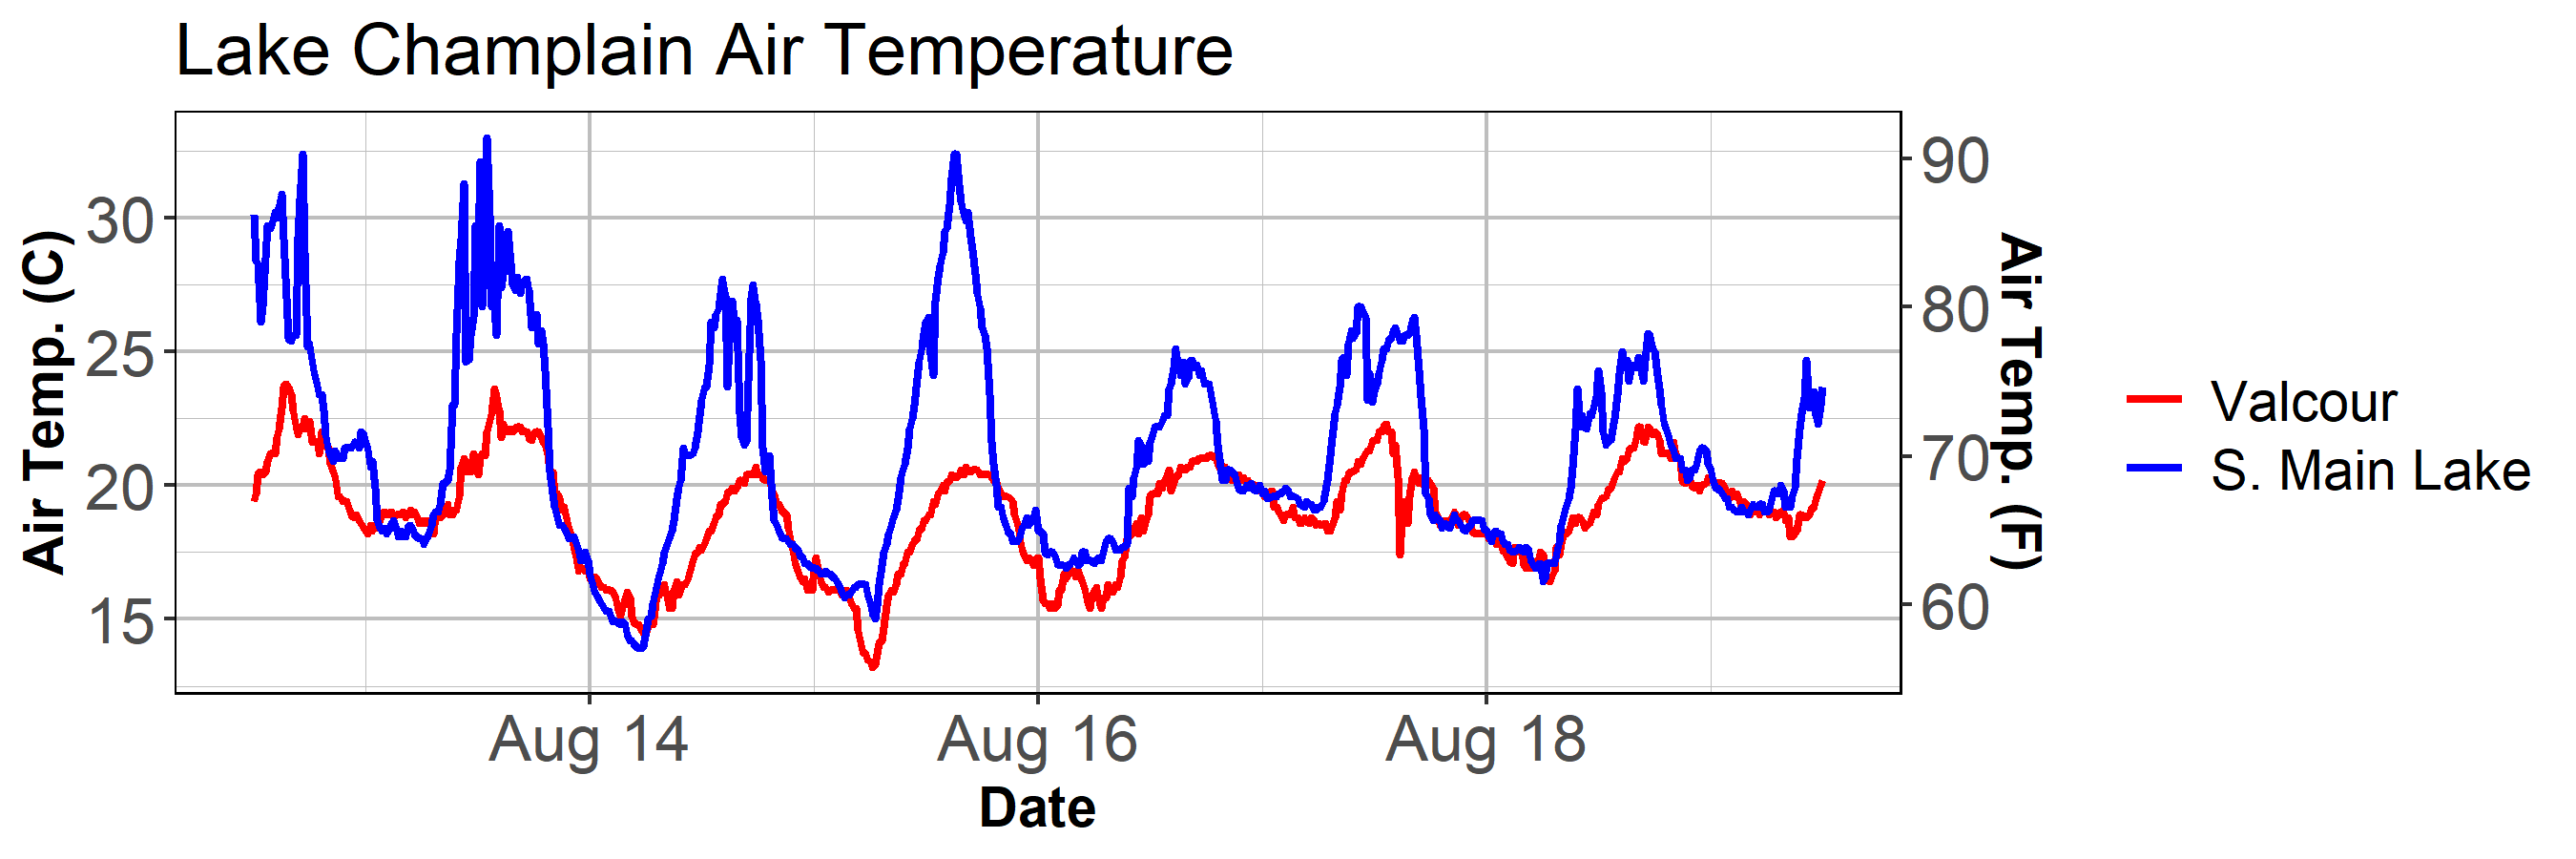 Lake Champlain Air Temperature
Air Temp. (C)
30
25
20
15
90
80
70
60
Air Temp. (F)
Aug 14
Aug 16
Aug 18
Date
Valcour
S. Main Lake